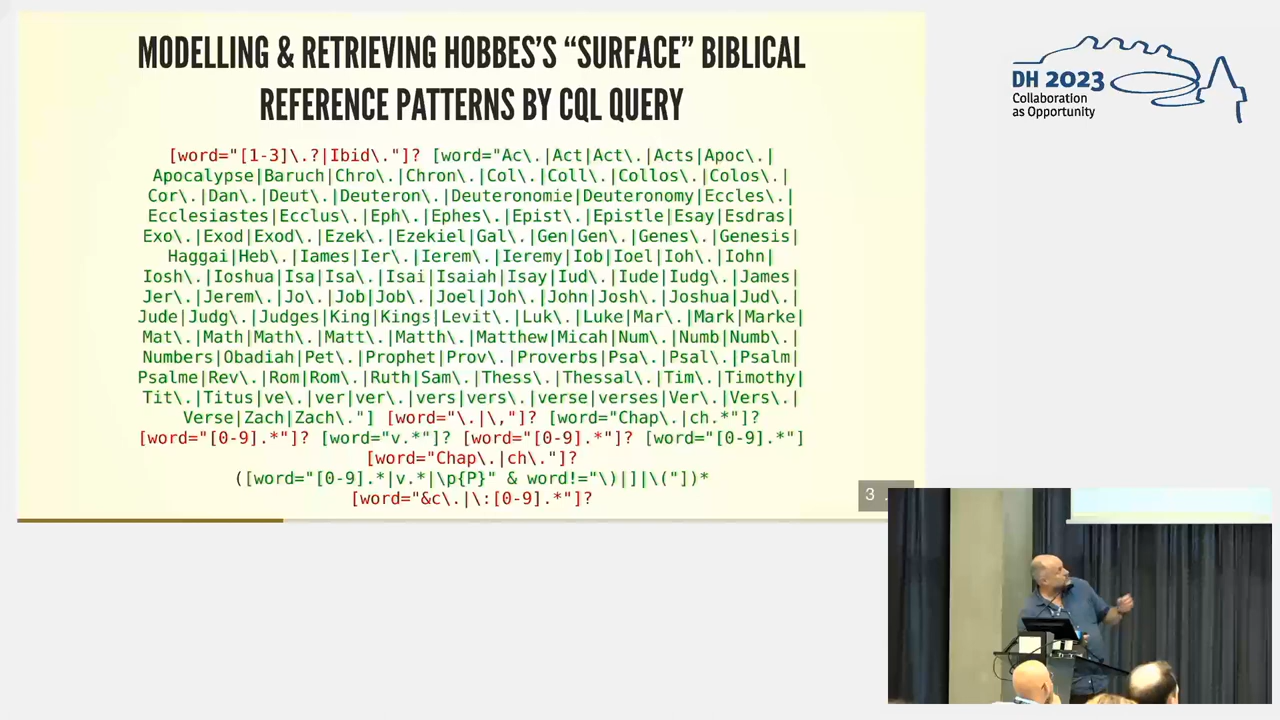 MODELLING & RETRIEVING HOBBES'S “SURFACE” BIBLICAL
REFERENCE PATTERNS BY CQL QUERY
[word="[1-3]\.?|Ibid\."]? [word="Ac\.|Act|Act\.|Acts|Apoc\.|
Apocalypse|Baruch|Chro\.|Chron\.|Col\.|Coll\.|Collos\.|Colos\.|
Cor\.|Dan\.|Deut\.|Deuteron\.|Deuteronomie|Deuteronomy|Eccles\.|
Ecclesiastes|Ecclus\.|Eph\.|Ephes\.|Epist\.|Epistle|Esay|Esdras|
Exo\.|Exod|Exod\.|Ezek\.|Ezekiel|Gal\.|Gen|Gen\.|Genes\.|Genesis|
Haggai|Heb\.|Iames|Ier\.|Ierem\.|Ieremy|Iob|Ioel|Ioh\.|Iohn|
Iosh\.|Ioshua|Isa|Isa\.|Isai|Isaiah|Isay|Iud\.|Iude|Iudg\.|James|
Jer\.|Jerem\.|Jo\.|Job|Job\.|Joel|Joh\.|John|Josh\.|Joshua|Jud\.|
Jude|Judg\.|Judges|King|Kings|Levit\.|Luk\.|Luke|Mar\.|Mark|Marke|
Mat\.|Math|Math\.|Matt\.|Matth\.|Matthew|Micah|Num\.|Numb|Numb\.|
Numbers|Obadiah|Pet\.|Prophet|Prov\.|Proverbs|Psa\.|Psal\.|Psalm|
Psalme|Rev\.|Rom|Rom\.|Ruth|Sam\.|Thess\.|Thessal\.|Tim\.|Timothy|
Tit\.|Titus|ve\.|ver|ver\.|vers|vers\.|verse|verses|Ver\.|Vers\.|
Verse|Zach|Zach\."] [word="\.|\,"]? [word="Chap\.|ch.*"]?
[word="[0-9].*"]? [word="v.*"]? [word="[0-9].*"]? [word="[0-9].*"]
[word="Chap\.|ch\."]?
([word="[0-9].*|v.*|\p{P}" & word!="\)|]|\("])*
[word="&c\.|\:[0-9].*"]?
3 .
DH 2023
Collaboration
as Opportunity